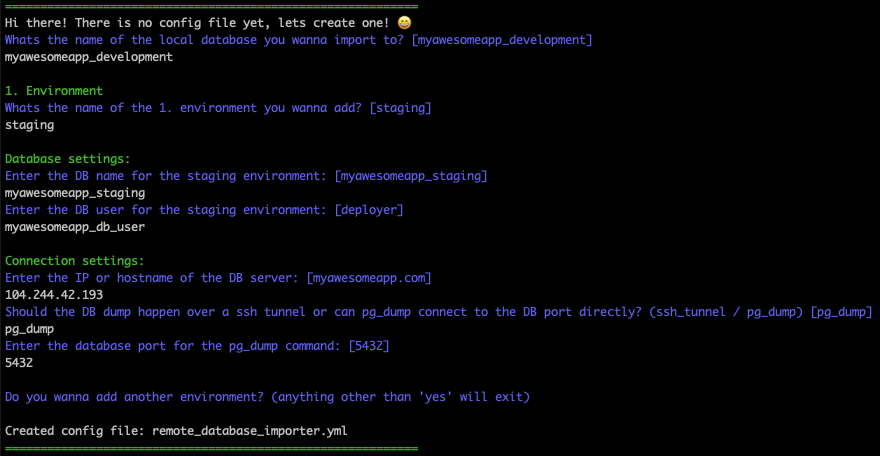 ============================================================
Hi there! There is no config file yet, lets create one! 😄
Whats the name of the local database you wanna import to? [myawesomeapp_development]
myawesomeapp_development
1. Environment
Whats the name of the 1. environment you wanna add? [staging]
staging
Database settings:
Enter the DB name for the staging environment: [myawesomeapp_staging]
myawesomeapp_staging
Enter the DB user for the staging environment: [deployer]
myawesomeapp_db_user
Connection settings:
Enter the IP or hostname of the DB server: [myawesomeapp.com]
104.244.42.193
Should the DB dump happen over a ssh tunnel or can pg_dump connect to the DB port directly? (ssh_tunnel / pg_dump) [pg_dump]
pg_dump
Enter the database port for the pg_dump command: [5432]
5432
Do you wanna add another environment? (anything other than 'yes' will exit)
Created config file: remote_database_importer.yml
============================================================